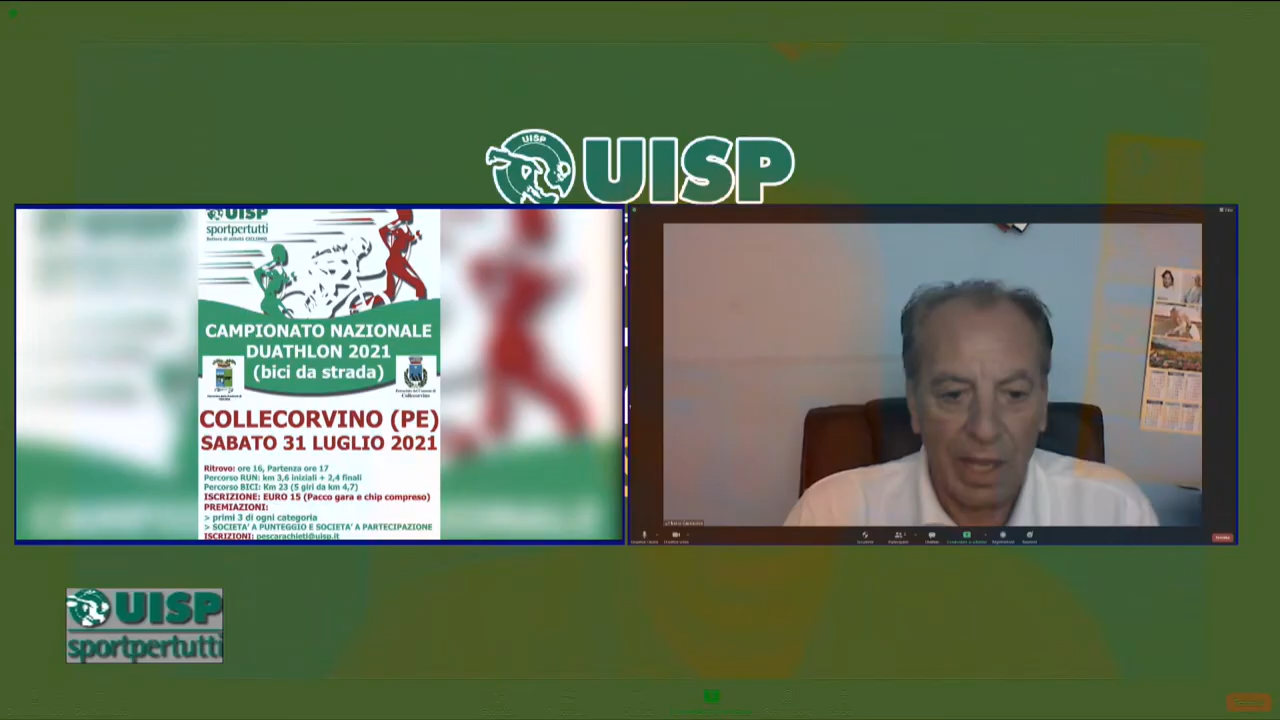 UISP
UISP
UISP
sportpertutti
CAMPIONATO NAZIONALE
DUATHLON 2021
(bici da strada)
COLLECORVINO (PE)
SABATO 31 LUGLIO 2021
Ritrovo: ore 16, Partenza ore 17
Percorso RUN: km 3,6 iniziali + 2,4 finali
Percorso BICI: Km 23 (5 giri da km 4,7)
ISCRIZIONE: EURO 15 (Pacco gara e chip compreso)
PREMIAZIONI:
> primi 3 di ogni categoria
> SOCIETA' A PUNTEGGIO E SOCIETA' A PARTECIPAZIONE
ISCRIZIONI: pescarachieti@uisp.it
UISP
sportpertutti